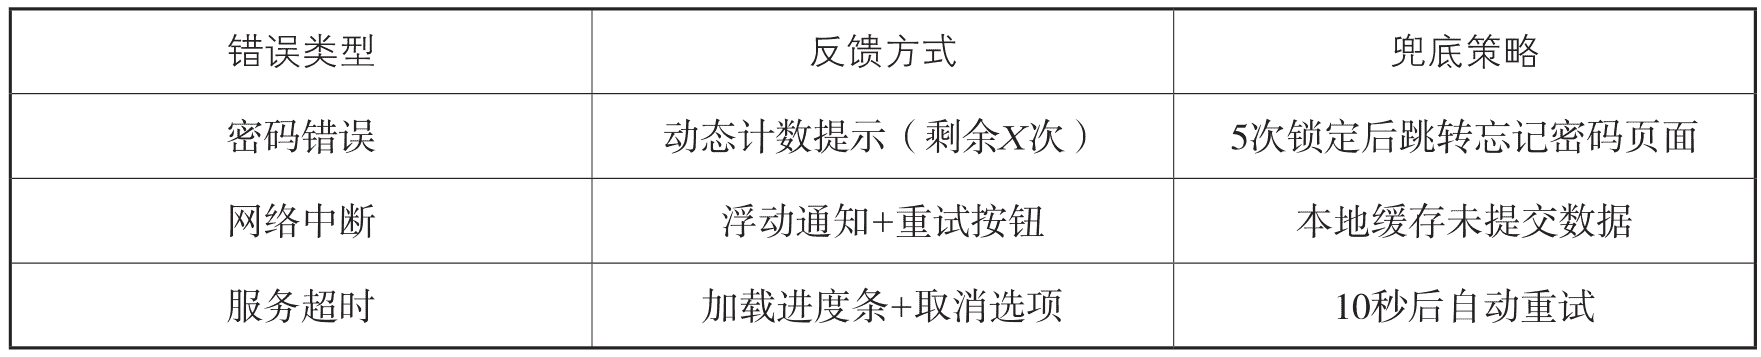 错误类型 反馈方式 兜底策略
密码错误 动态计数提示（剩余X次） 5次锁定后跳转忘记密码页面
网络中断 浮动通知+重试按钮 本地缓存未提交数据
服务超时 加载进度条+取消选项 10秒后自动重试